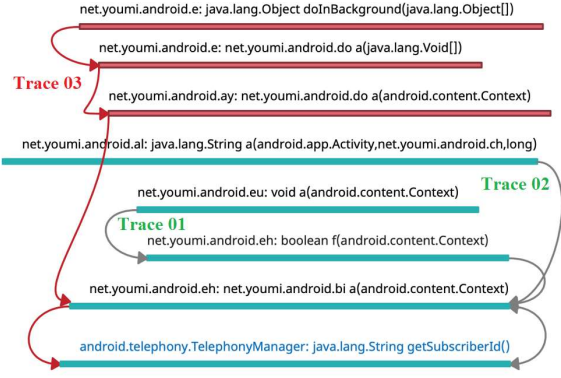 net.youmi.android.e: java.lang.Object doInBackground(java.lang.Object[])
net.youmi.android.e: net.youmi.android.do a(java.lang.Void[])
Trace 03
net.youmi.android.ay: net.youmi.android.do a(android.content.Context)
net.youmi.android.al: java.lang.String a(android.app.Activity,net.youmi.android.ch,long)
Trace 02
net.youmi.android.eu: void a(android.content.Context)
Trace 01
net.youmi.android.eh: boolean f(android.content.Context)
net.youmi.android.eh: net.youmi.android.bi a(android.content.Context)
android.telephony.TelephonyManager: java.lang.String getSubscriberId()